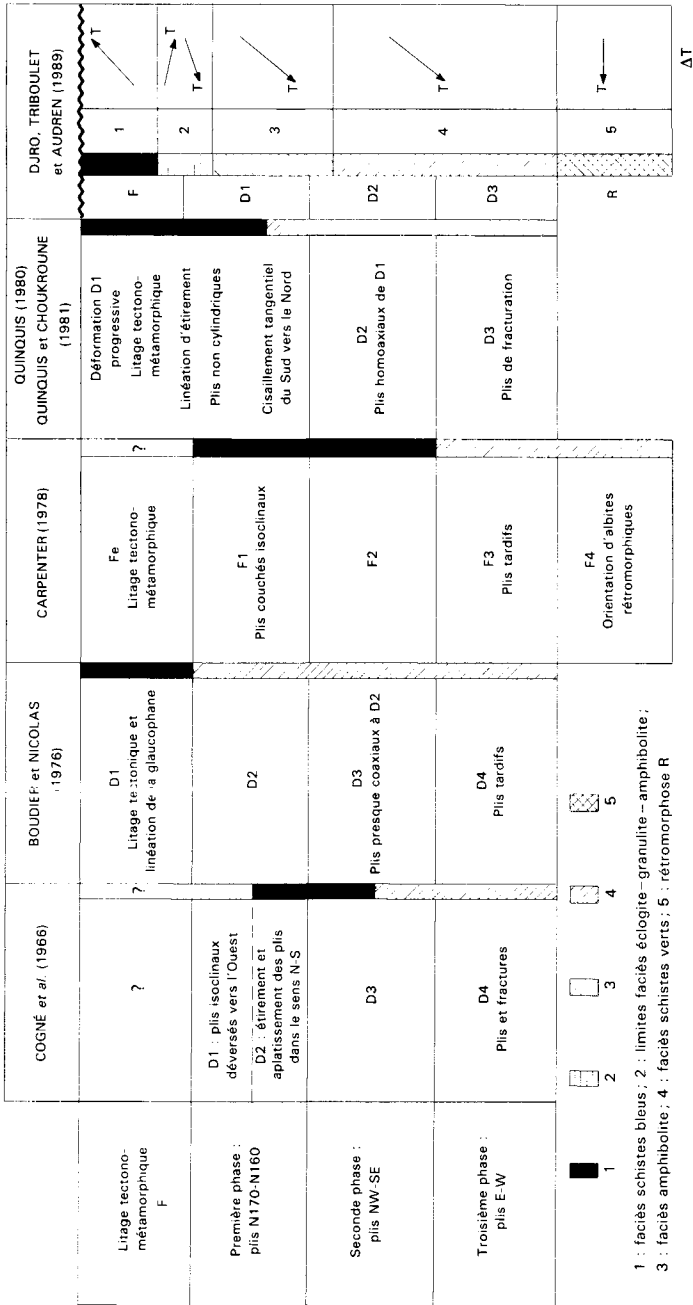 COGNÉ et al. (1966)
BOUDIER et NICOLAS
(1976)
CARPENTER (1978)
QUINQUIS (1980)
QUINQUIS et CHOUKROUNE
(1981)
DJRO, TRIBOULET
et AUDREN (1989)
Litage tectono-
métamorphique
F
?
?
D1
Litage tectonique et
linéation de la glaucophane
Fe
Litage tectono-
métamorphique
?
Déformation D1
progressive
Litage tectono-
métamorphique
Linéation d'étirement
Plis non cylindriques
Cisaillement tangentiel
du Sud vers le Nord
F
1
T
2
T
T
Première phase :
plis N170-N160
D1 : plis isoclinaux
déversés vers l'Ouest
D2 : étirement et
aplatissement des plis
dans le sens N-S
D2
F1
Plis couchés isoclinaux
D1
3
T
Seconde phase :
plis NW-SE
D3
D3
Plis presque coaxiaux à D2
F2
D2
Plis homoaxiaux de D1
D2
4
T
Troisième phase :
plis E-W
D4
Plis et fractures
D4
Plis tardifs
F3
Plis tardifs
D3
Plis de fracturation
D3
F4
Orientation d'albites
rétromorphiques
R
5
T
ΔT
1
2
3
4
5
1 : faciès schistes bleus ; 2 : limites faciès éclogite – granulite – amphibolite ;
3 : faciès amphibolite ; 4 : faciès schistes verts ; 5 : rétromorphose R